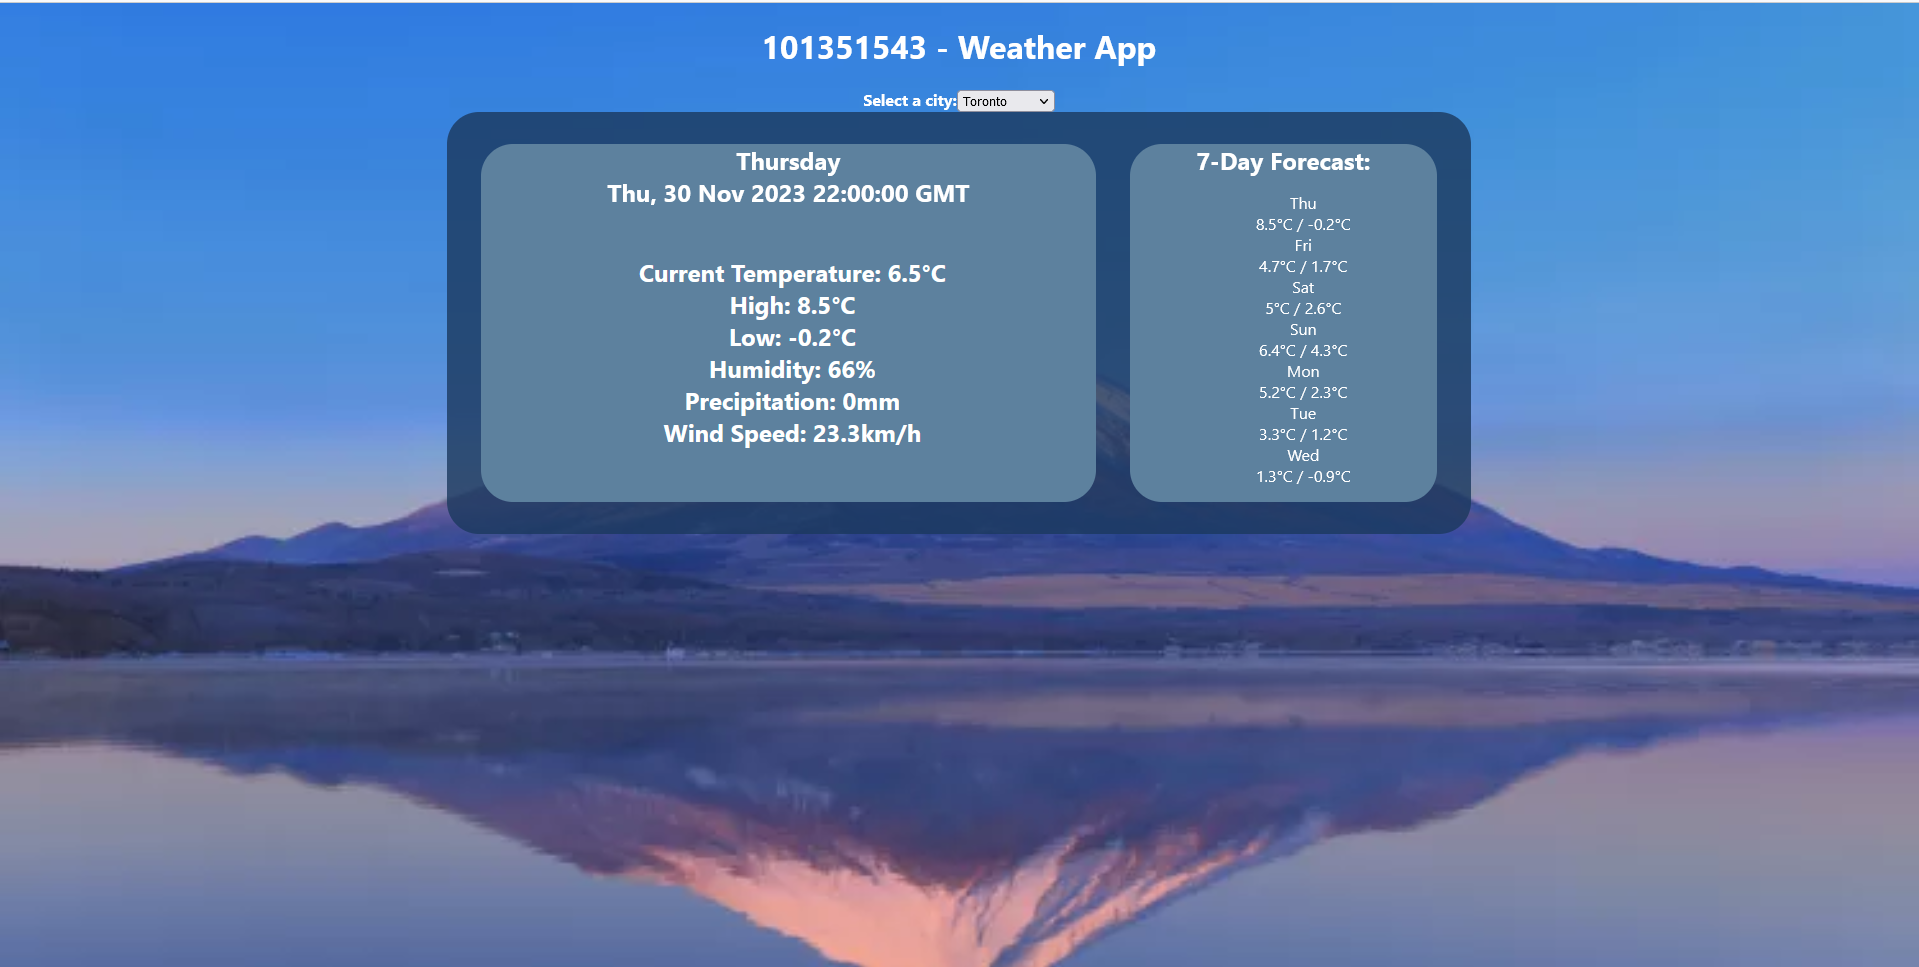 101351543 - Weather App
Select a city: Toronto
Thursday
Thu, 30 Nov 2023 22:00:00 GMT
Current Temperature: 6.5°C
High: 8.5°C
Low: -0.2°C
Humidity: 66%
Precipitation: 0mm
Wind Speed: 23.3km/h
7-Day Forecast:
Thu
8.5°C / -0.2°C
Fri
4.7°C / 1.7°C
Sat
5°C / 2.6°C
Sun
6.4°C / 4.3°C
Mon
5.2°C / 2.3°C
Tue
3.3°C / 1.2°C
Wed
1.3°C / -0.9°C